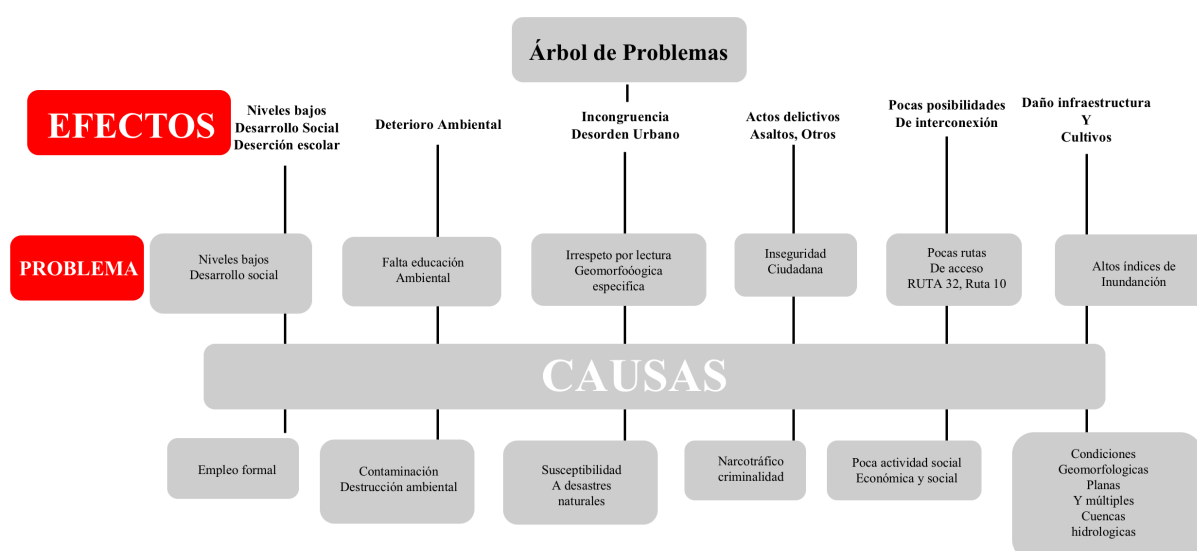 Árbol de Problemas
EFECTOS
Niveles bajos
Desarrollo Social
Deserción escolar
Deterioro Ambiental
Incongruencia
Desorden Urbano
Actos delictivos
Asaltos, Otros
Pocas posibilidades
De interconexión
Daño infraestructura
Y
Cultivos
PROBLEMA
Niveles bajos
Desarrollo social
Falta educación
Ambiental
Irrespeto por lectura
Geomorfoóogica
especifica
Inseguridad
Ciudadana
Pocas rutas
De acceso
RUTA 32, Ruta 10
Altos índices de
Inundanción
CAUSAS
Empleo formal
Contaminación
Destrucción ambiental
Susceptibilidad
A desastres
naturales
Narcotráfico
criminalidad
Poca actividad social
Económica y social
Condiciones
Geomorfologicas
Planas
Y múltiples
Cuencas
hidrologicas